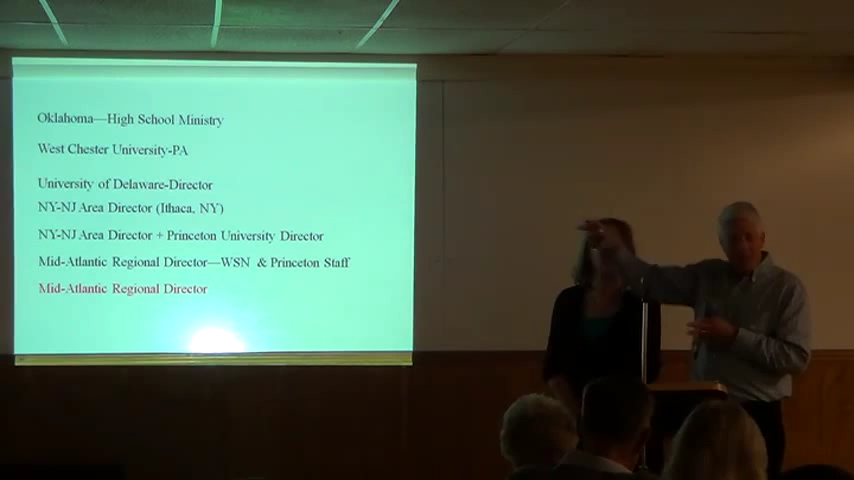 Oklahoma—High School Ministry
West Chester University-PA
University of Delaware-Director
NY-NJ Area Director (Ithaca, NY)
NY-NJ Area Director + Princeton University Director
Mid-Atlantic Regional Director—WSN & Princeton Staff
Mid-Atlantic Regional Director